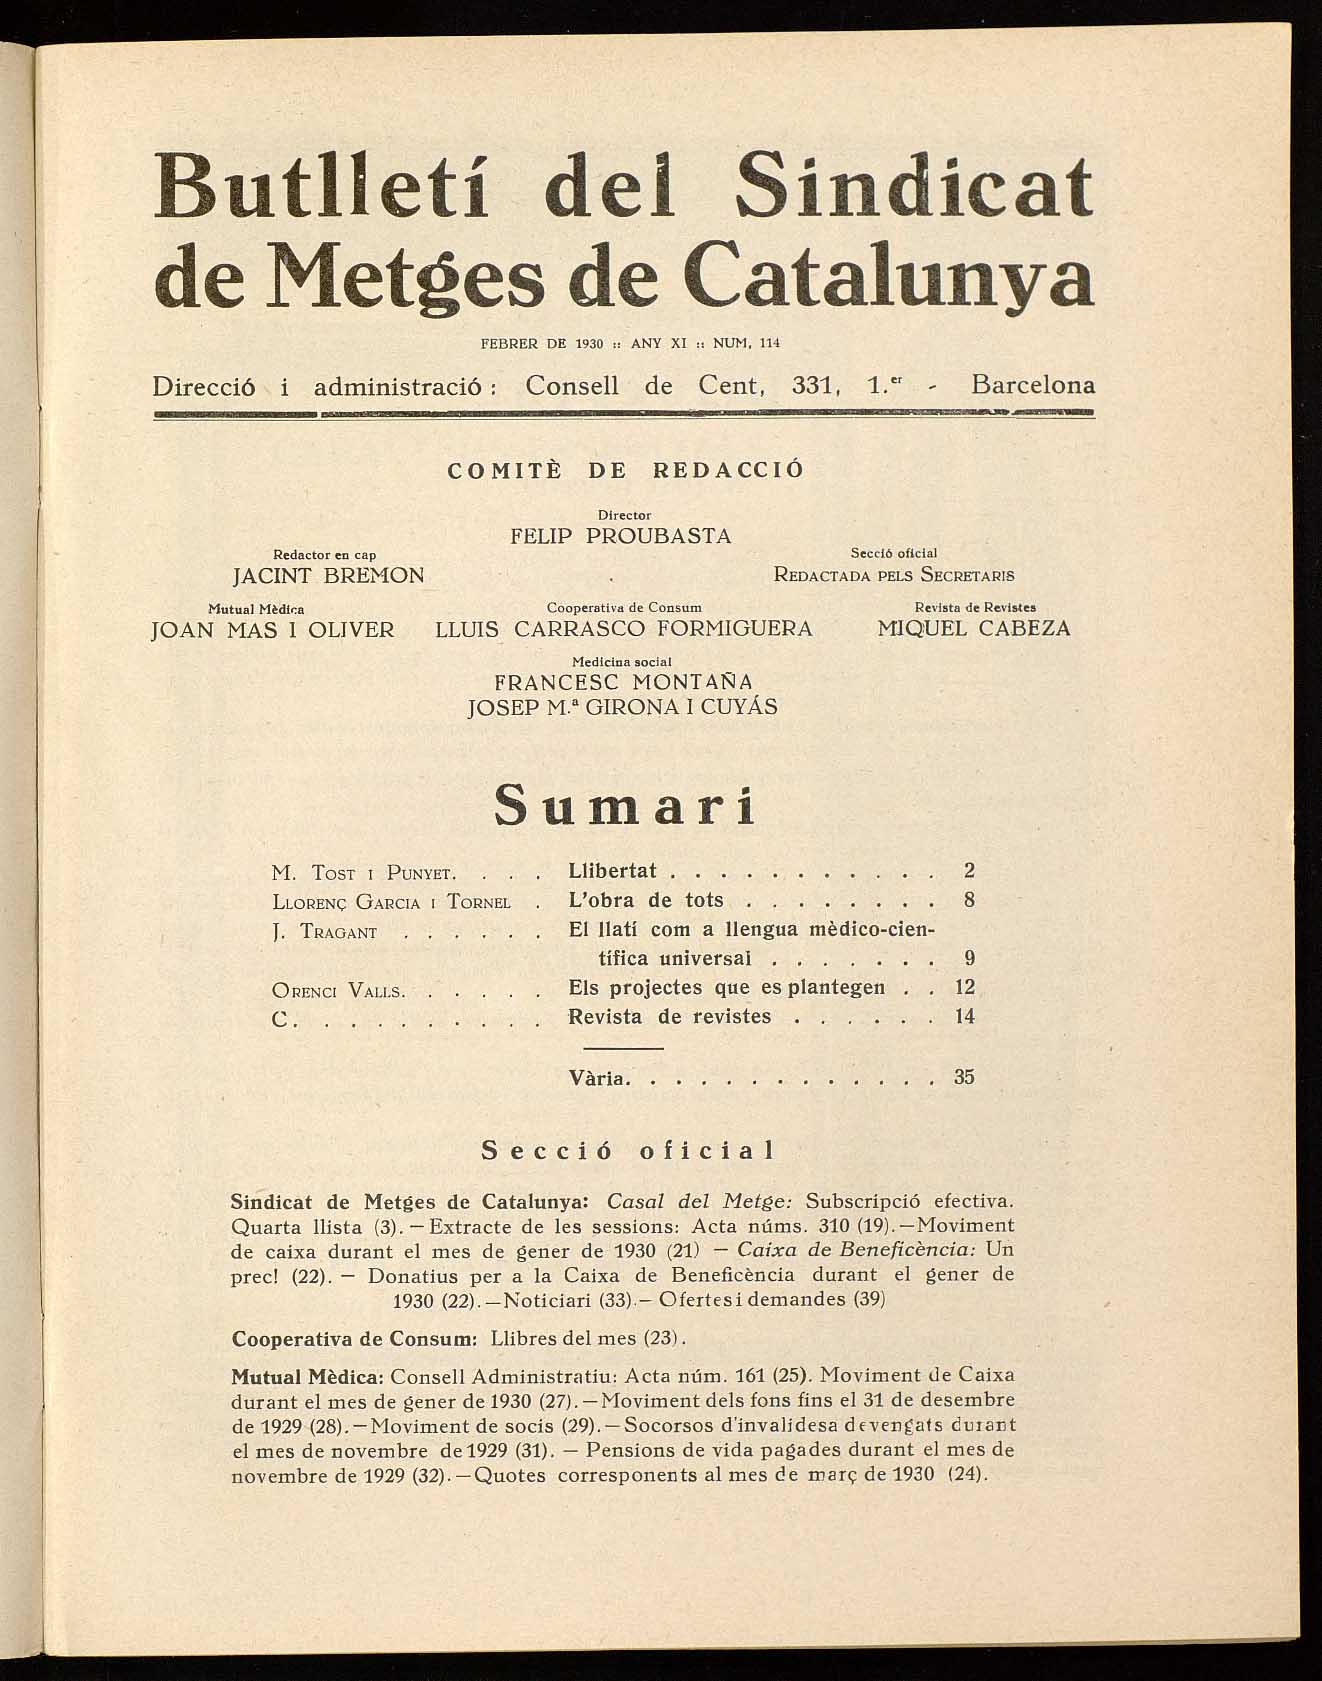 Butlletí del Sindicat
de Metges de Catalunya
FEBRER DE 1930 :: ANY XI :: NUM, 114
Direcció i administració : Consell de Cent, 331, 1.er - Barcelona
COMITÈ DE REDACCIÓ
Director
FELIP PROUBASTA
Redactor en cap
JACINT BREMON
Secció oficial
REDACTADA PELS SECRETARIS
Mutual Mèdica
JOAN MAS I OLIVER
Cooperativa de Consum
LLUIS CARRASCO FORMIGUERA
Revista de Revistes
MIQUEL CABEZA
Medicina social
FRANCESC MONTAÑA
JOSEP M.ª GIRONA I CUYÁS
Sumari
M. TOST I PUNYET. . . . Llibertat . . . . . . . . . . . 2
LLORENÇ GARCIA I TORNEL . L'obra de tots . . . . . . . . 8
J. TRAGANT . . . . . . El llatí com a llengua mèdico-cien-
tífica universal . . . . . . . 9
ORENCI VALLS. . . . . . Els projectes que es plantegen . . 12
C. . . . . . . . . . . Revista de revistes . . . . . . 14
Vària. . . . . . . . . . . . . 35
Secció oficial
Sindicat de Metges de Catalunya: Casal del Metge: Subscripció efectiva.
Quarta llista (3). — Extracte de les sessions: Acta núms. 310 (19).—Moviment
de caixa durant el mes de gener de 1930 (21) — Caixa de Beneficència: Un
prec! (22). — Donatius per a la Caixa de Beneficència durant el gener de
1930 (22).—Noticiari (33).— Ofertes i demandes (39)
Cooperativa de Consum: Llibres del mes (23).
Mutual Mèdica: Consell Administratiu: Acta núm. 161 (25). Moviment de Caixa
durant el mes de gener de 1930 (27). — Moviment dels fons fins el 31 de desembre
de 1929 (28). — Moviment de socis (29). — Socorsos d'invalidesa devengats durant
el mes de novembre de 1929 (31). — Pensions de vida pagades durant el mes de
novembre de 1929 (32).—Quotes corresponents al mes de març de 1930 (24).